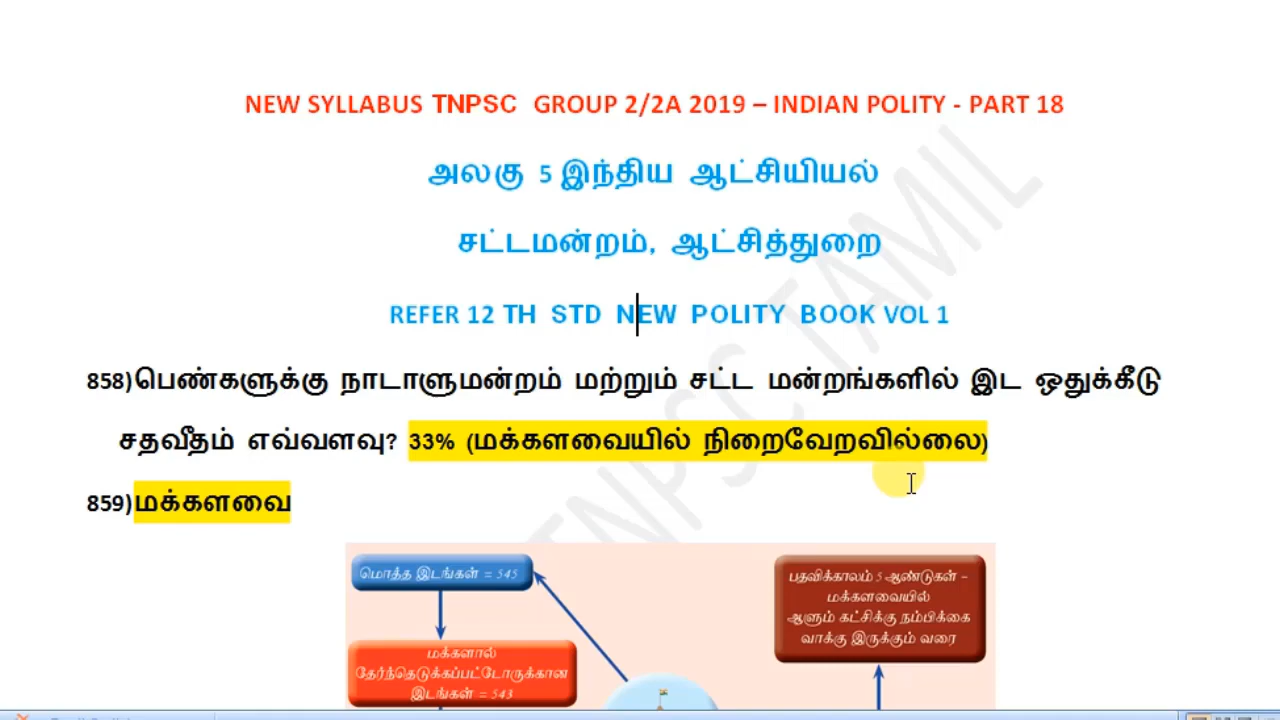 NEW SYLLABUS TNPSC GROUP 2/2A 2019 – INDIAN POLITY - PART 18
அலகு 5 இந்திய ஆட்சியியல்
சட்டமன்றம், ஆட்சித்துறை
REFER 12 TH STD NEW POLITY BOOK VOL 1
858)பெண்களுக்கு நாடாளுமன்றம் மற்றும் சட்ட மன்றங்களில் இட ஒதுக்கீடு
சதவீதம் எவ்வளவு? 33% (மக்களவையில் நிறைவேறவில்லை)
859)மக்களவை
மொத்த இடங்கள் = 545
மக்களால்
தேர்ந்தெடுக்கப்பட்டோருக்கான
இடங்கள் = 543
பதவிக்காலம் 5 ஆண்டுகள் –
மக்களவையில்
ஆளும் கட்சிக்கு நம்பிக்கை
வாக்கு இருக்கும் வரை
TNPSC TAMIL